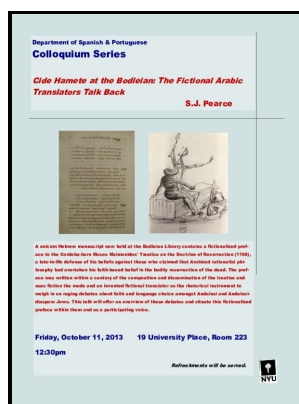 Department of Spanish & Portuguese
Colloquium Series
Cide Hamete at the Bodleian: The Fictional Arabic
Translators Talk Back
S.J. Pearce
A unicum Hebrew manuscript now held at the Bodleian Library contains a fictionalized pref-
ace to the Cordoba-born Moses Maimonides' Treatise on the Doctrine of Resurrection (1190),
a late-in-life defense of his beliefs against those who claimed that Arabized rationalist phi-
losophy had overtaken his faith-based belief in the bodily resurrection of the dead. The pref-
ace was written within a century of the composition and dissemination of the treatise and
uses fiction the mode and an invented fictional translator as the rhetorical instrument to
weigh in on raging debates about faith and language choice amongst Andalusi and Andalusi-
diaspora Jews. This talk will offer an overview of these debates and situate this fictionalized
preface within them and as a participating voice.
Friday, October 11, 2013 19 University Place, Room 223
12:30pm
Refreshments will be served.
NYU